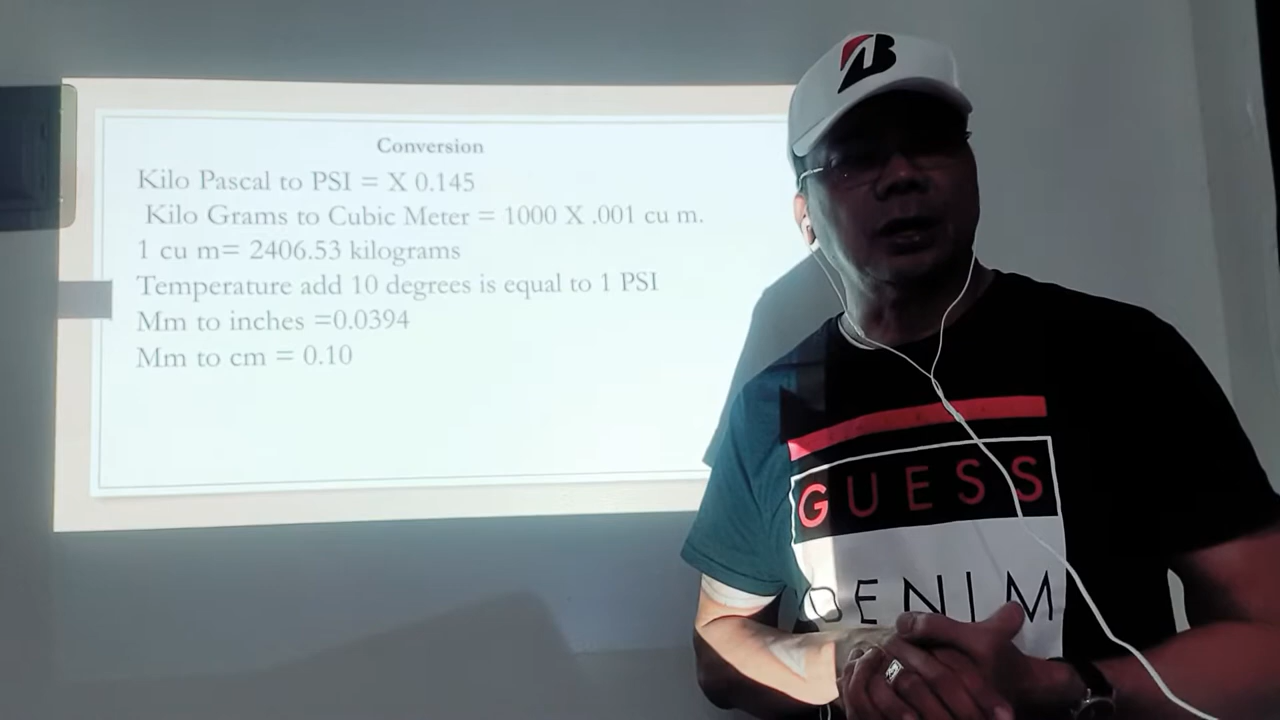 Conversion
Kilo Pascal to PSI = X 0.145
Kilo Grams to Cubic Meter = 1000 X .001 cu m.
1 cu m= 2406.53 kilograms
Temperature add 10 degrees is equal to 1 PSI
Mm to inches =0.0394
Mm to cm = 0.10
B
GUESS
DENIM